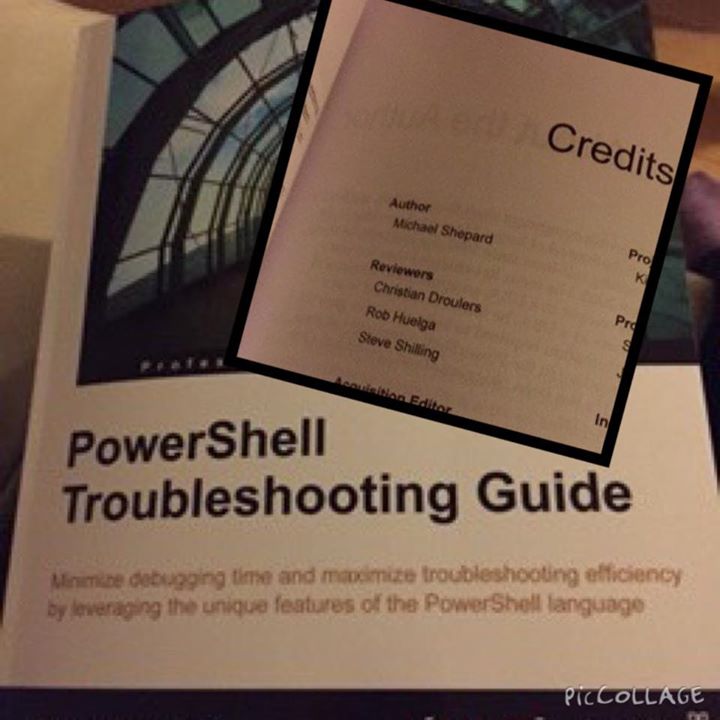 Credits
Author
Michael Shepard
Reviewers
Christian Droulers
Rob Huelga
Steve Shilling
Acquisition Editor
Pro
K
Pro
S
In
Profes
PowerShell
Troubleshooting Guide
Minimize debugging time and maximize troubleshooting efficiency
by leveraging the unique features of the PowerShell language
PicCOLLAGE